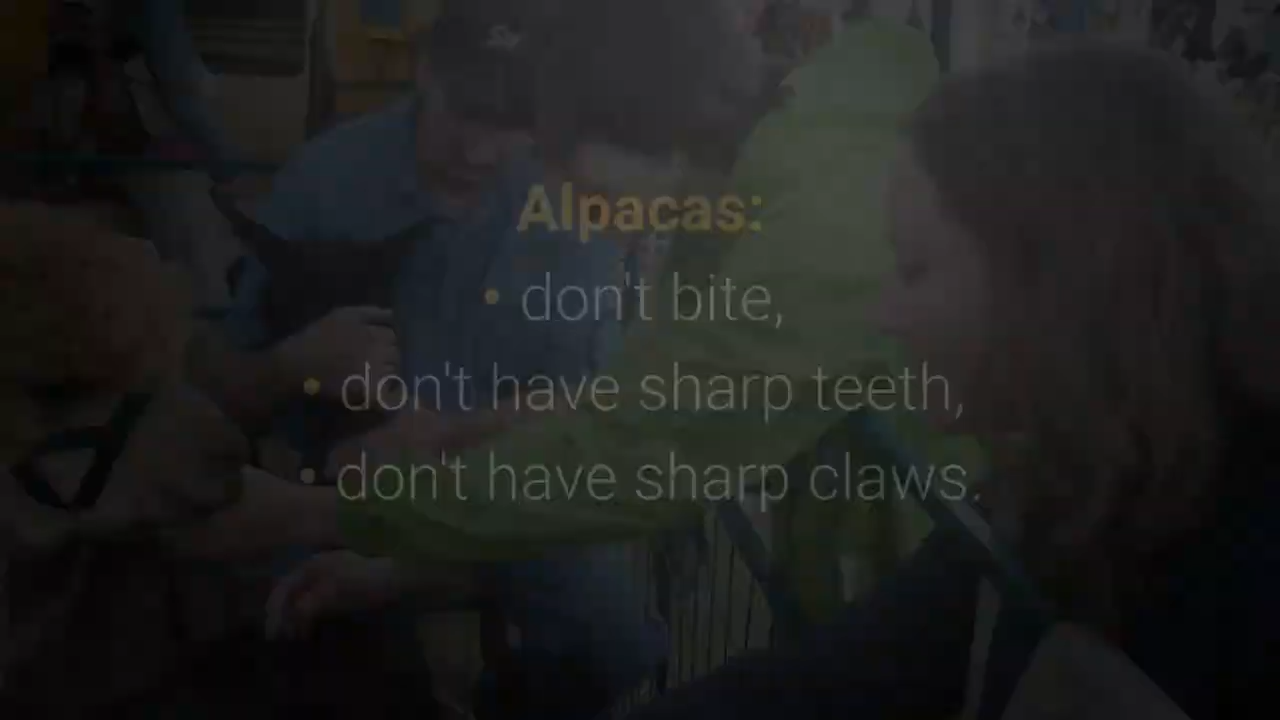 Alpacas:
• don't bite,
• don't have sharp teeth,
• don't have sharp claws.